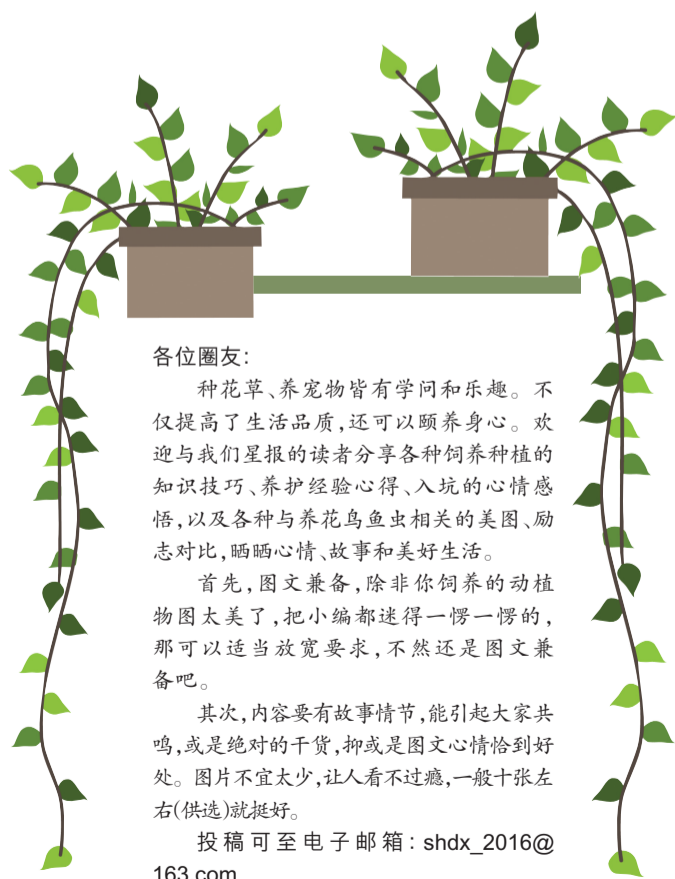 各位圈友：
种花草、养宠物皆有学问和乐趣。不
仅提高了生活品质，还可以颐养身心。欢
迎与我们星报的读者分享各种饲养种植的
知识技巧、养护经验心得、入坑的心情感
悟，以及各种与养花鸟鱼虫相关的美图、励
志对比，晒晒心情、故事和美好生活。
首先，图文兼备，除非你饲养的动植
物图太美了，把小编都迷得一愣一愣的，
那可以适当放宽要求，不然还是图文兼
备吧。
其次，内容要有故事情节，能引起大家共
鸣，或是绝对的干货，抑或是图文心情恰到好
处。图片不宜太少，让人看不过瘾，一般十张左
右(供选)就挺好。
投稿可至电子邮箱：shdx_2016@
163.com